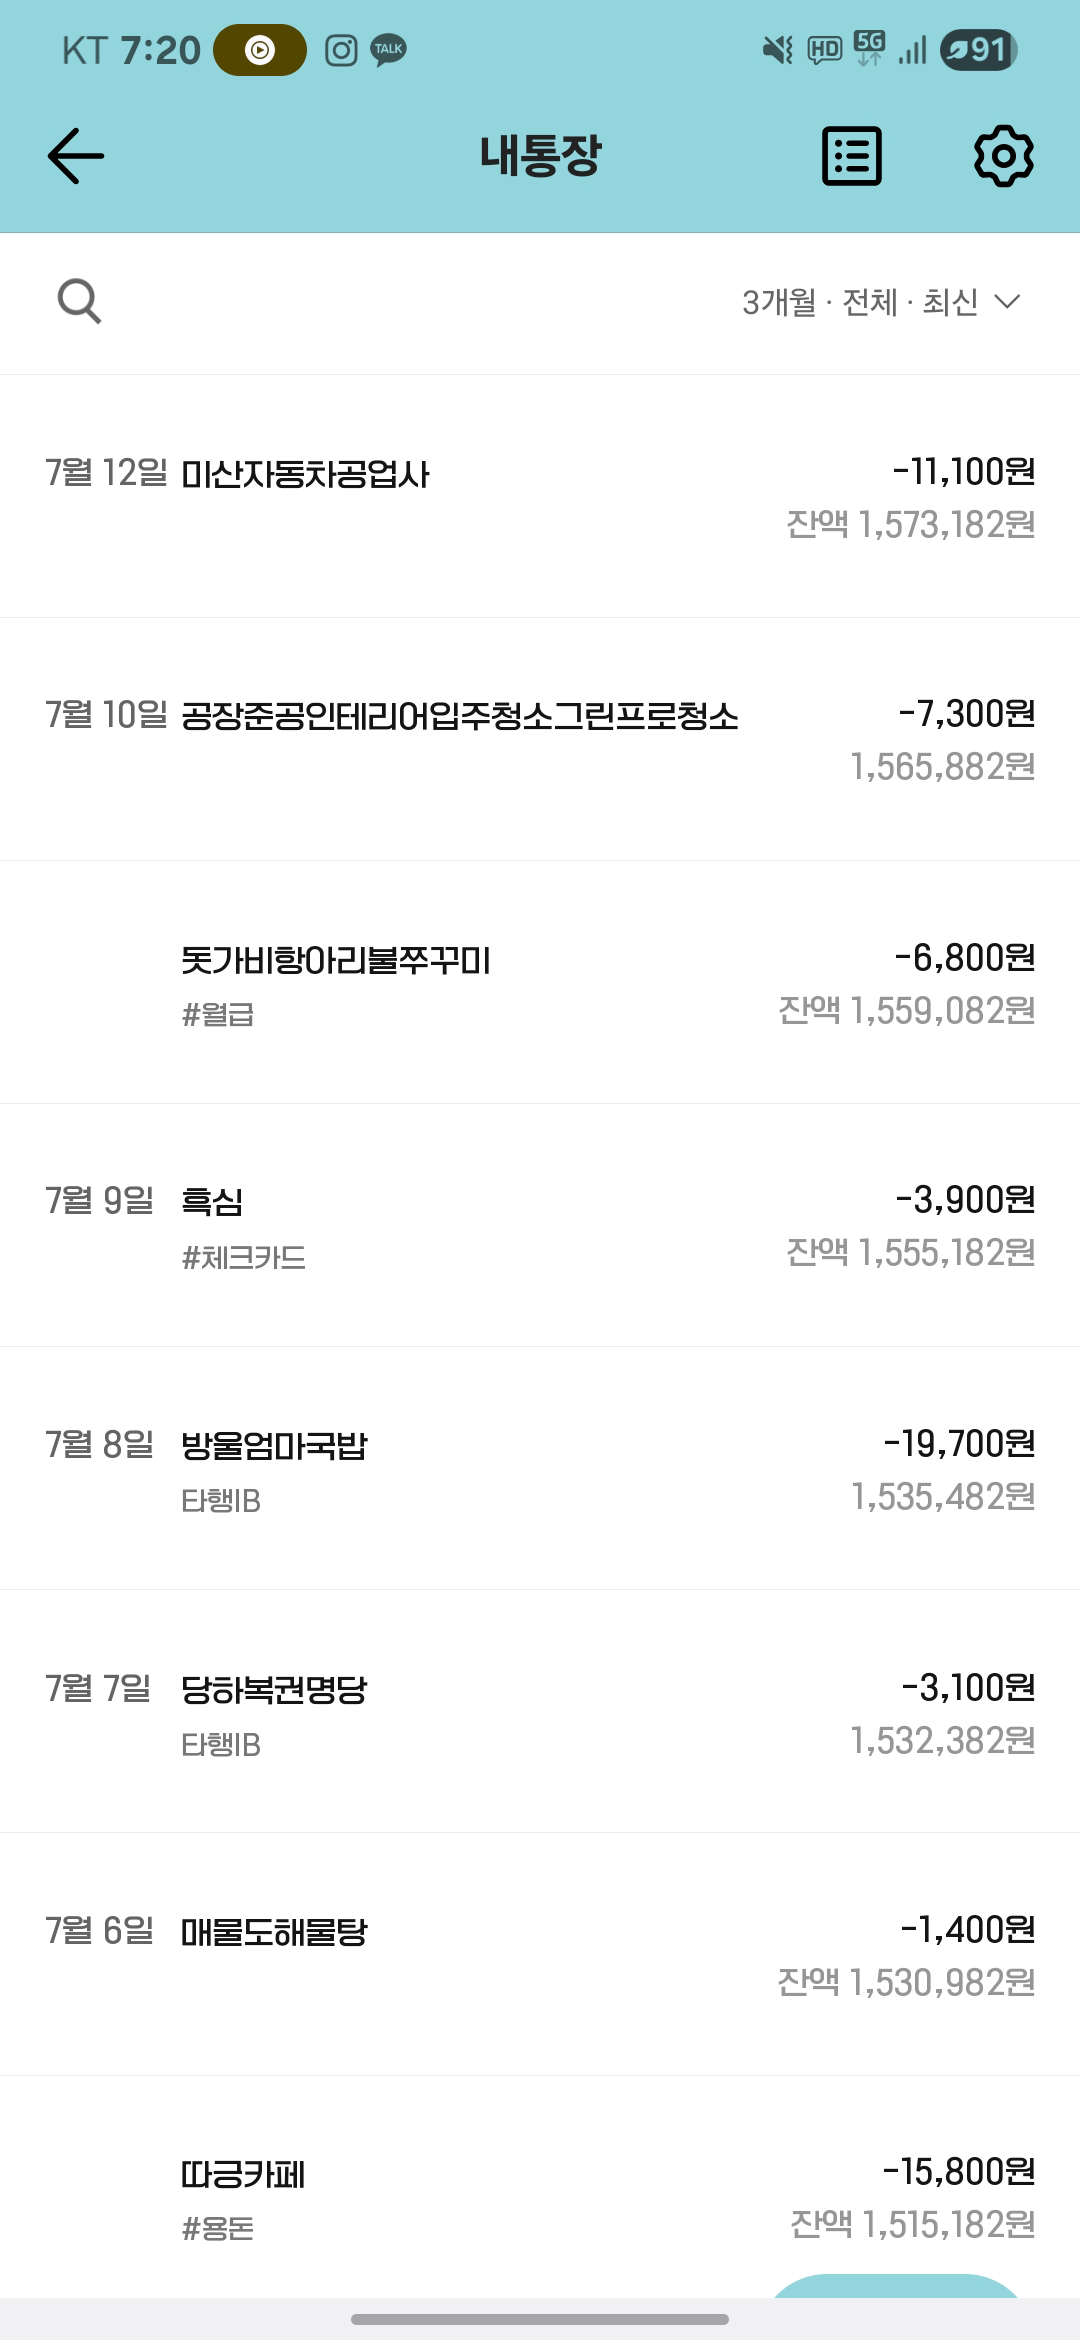 KT 7:20 TALK HD 5G 91
내통장
3개월 · 전체 · 최신
7월 12일 미산자동차공업사 -11,100원
잔액 1,573,182원
7월 10일 공장준공인테리어입주청소그린프로청소 -7,300원
1,565,882원
돗가비항아리불쭈꾸미 -6,800원
#월급 잔액 1,559,082원
7월 9일 흑심 -3,900원
#체크카드 잔액 1,555,182원
7월 8일 방울엄마국밥 -19,700원
타행IB 1,535,482원
7월 7일 당하복권명당 -3,100원
타행IB 1,532,382원
7월 6일 매물도해물탕 -1,400원
잔액 1,530,982원
따긍카페 -15,800원
#용돈 잔액 1,515,182원